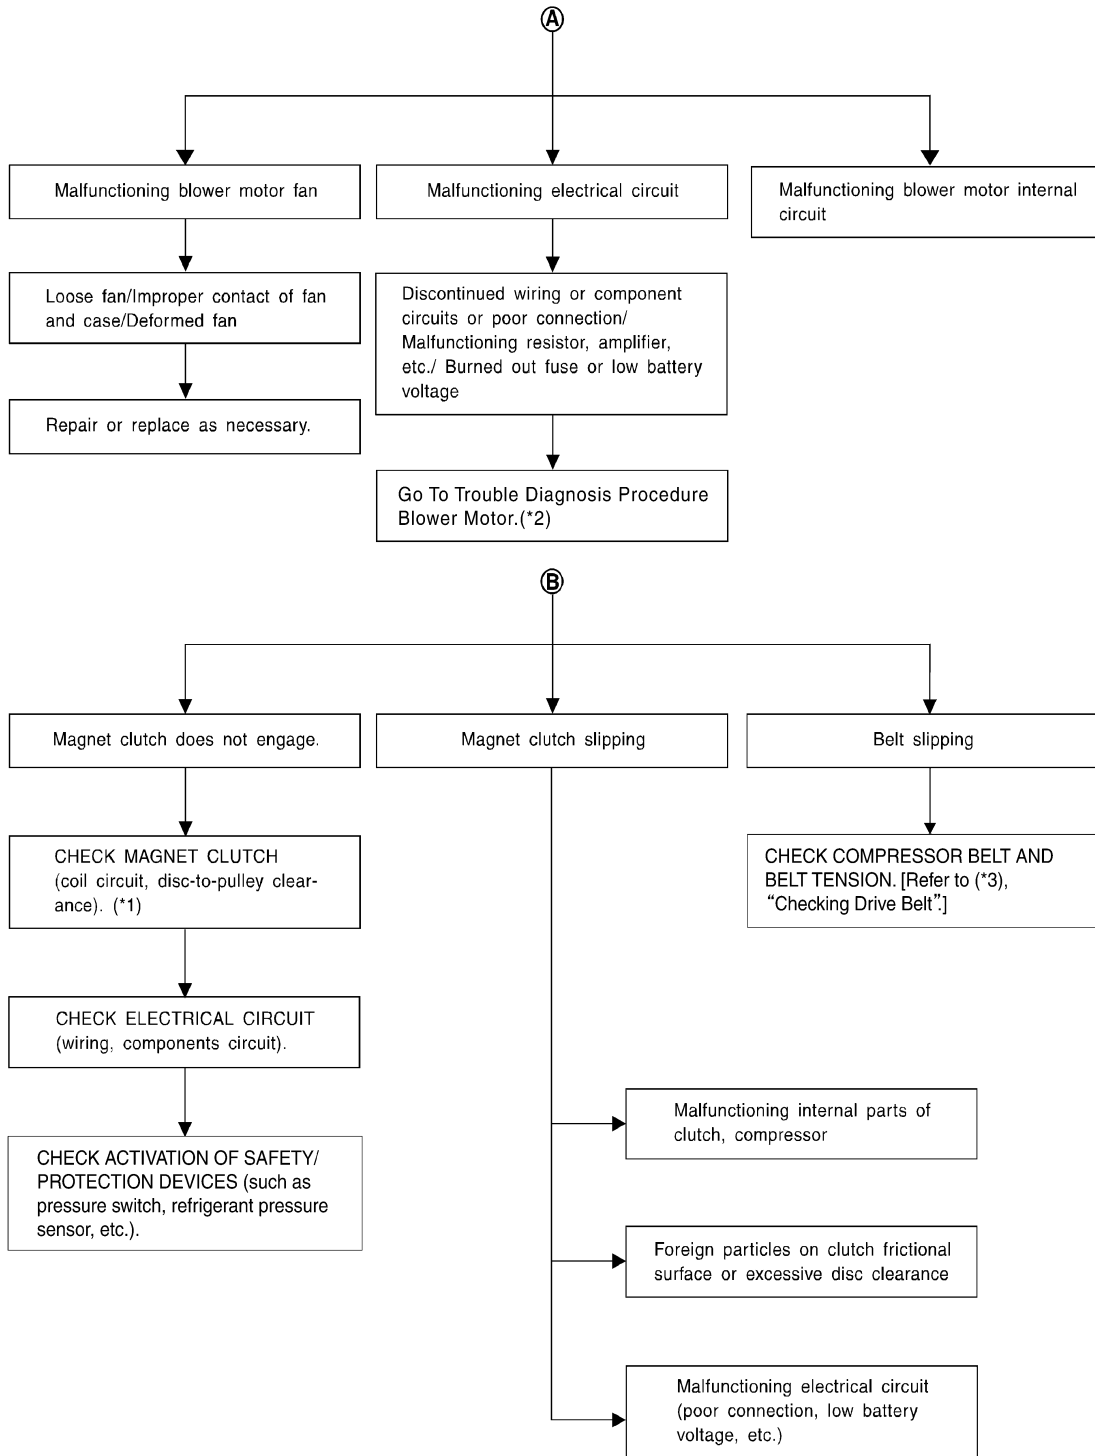 A
Malfunctioning blower motor fan
Malfunctioning electrical circuit
Malfunctioning blower motor internal
circuit
Loose fan/Improper contact of fan
and case/Deformed fan
Discontinued wiring or component
circuits or poor connection/
Malfunctioning resistor, amplifier,
etc./ Burned out fuse or low battery
voltage
Repair or replace as necessary.
Go To Trouble Diagnosis Procedure
Blower Motor.(*2)
B
Magnet clutch does not engage.
Magnet clutch slipping
Belt slipping
CHECK MAGNET CLUTCH
(coil circuit, disc-to-pulley clear-
ance). (*1)
CHECK COMPRESSOR BELT AND
BELT TENSION. [Refer to (*3),
“Checking Drive Belt”.]
CHECK ELECTRICAL CIRCUIT
(wiring, components circuit).
CHECK ACTIVATION OF SAFETY/
PROTECTION DEVICES (such as
pressure switch, refrigerant pressure
sensor, etc.).
Malfunctioning internal parts of
clutch, compressor
Foreign particles on clutch frictional
surface or excessive disc clearance
Malfunctioning electrical circuit
(poor connection, low battery
voltage, etc.)